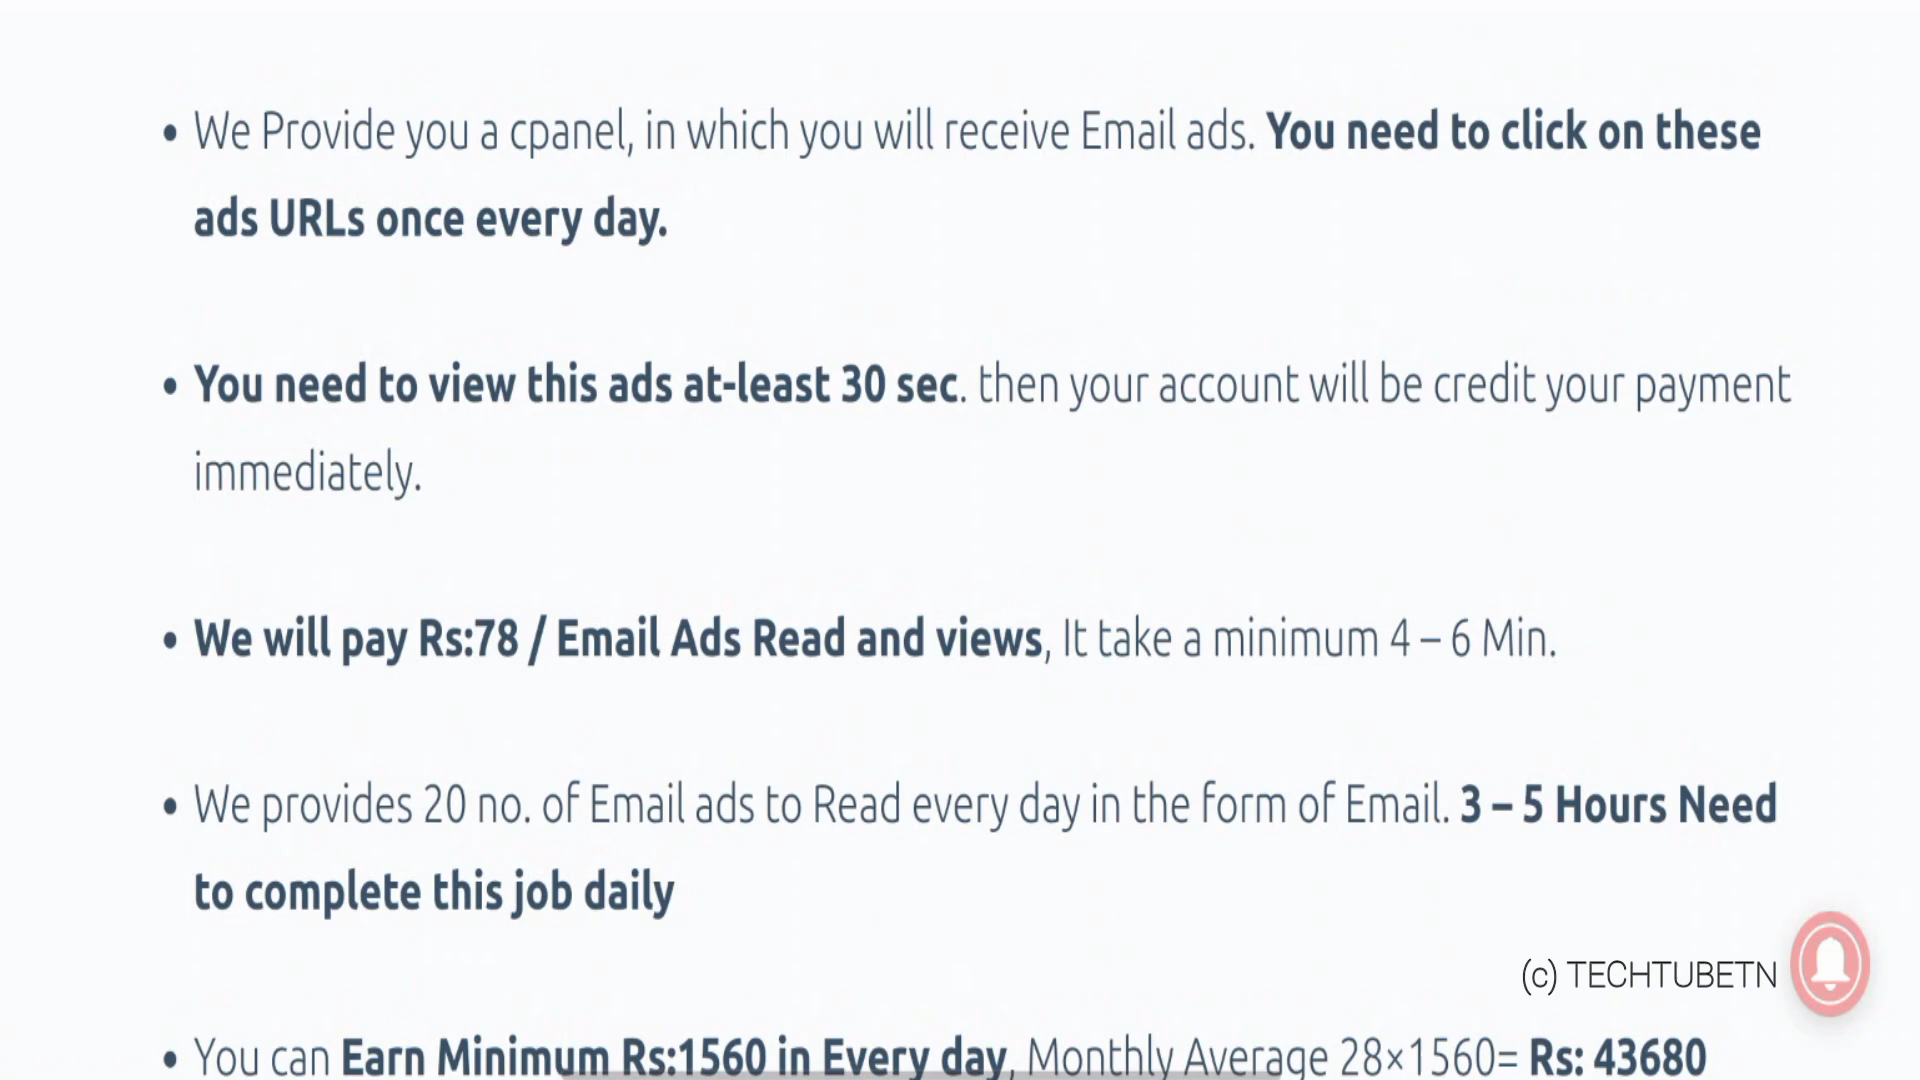 • We Provide you a cpanel, in which you will receive Email ads. You need to click on these
ads URLs once every day.
• You need to view this ads at-least 30 sec. then your account will be credit your payment
immediately.
• We will pay Rs:78 / Email Ads Read and views, It take a minimum 4 – 6 Min.
• We provides 20 no. of Email ads to Read every day in the form of Email. 3 – 5 Hours Need
to complete this job daily
(c) TECHTUBETN
• You can Earn Minimum Rs:1560 in Every day, Monthly Average 28×1560= Rs: 43680